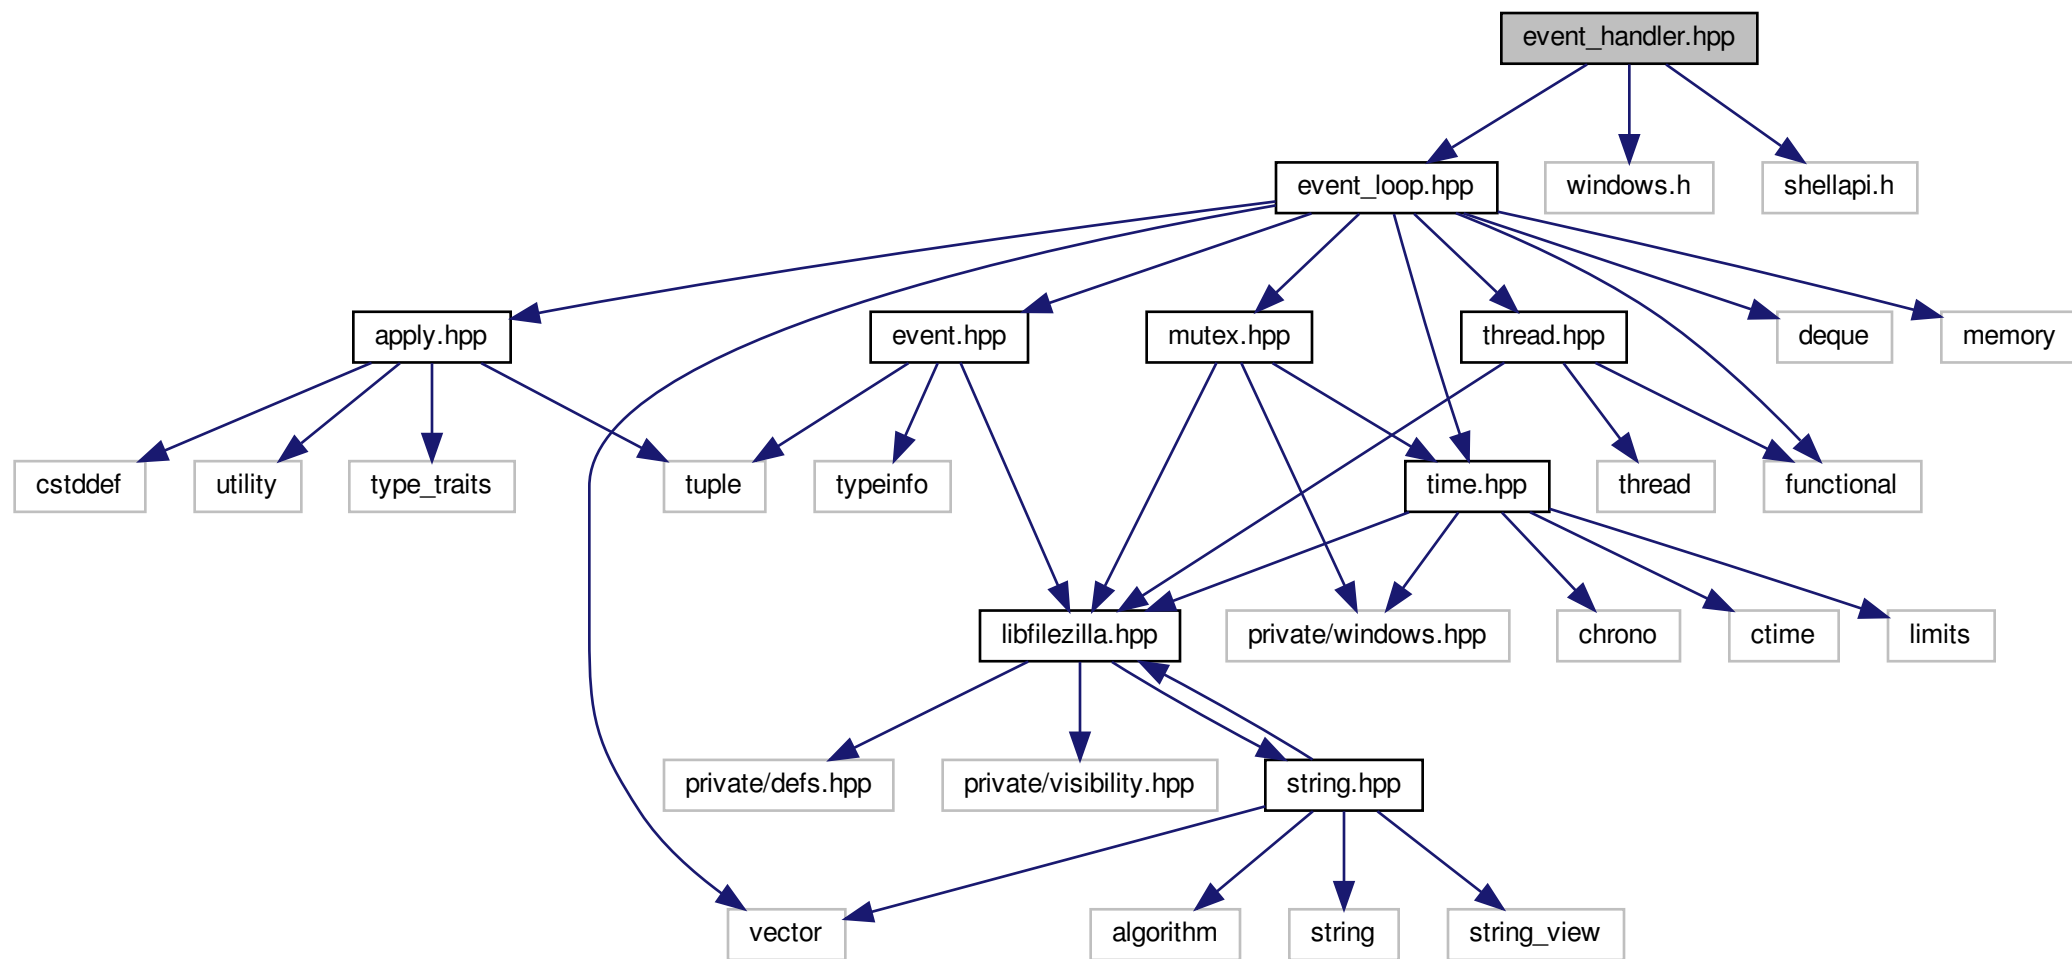 event_handler.hpp
event_loop.hpp
windows.h
shellapi.h
apply.hpp
event.hpp
mutex.hpp
thread.hpp
deque
memory
cstddef
utility
type_traits
tuple
typeinfo
time.hpp
thread
functional
libfilezilla.hpp
private/windows.hpp
chrono
ctime
limits
private/defs.hpp
private/visibility.hpp
string.hpp
vector
algorithm
string
string_view